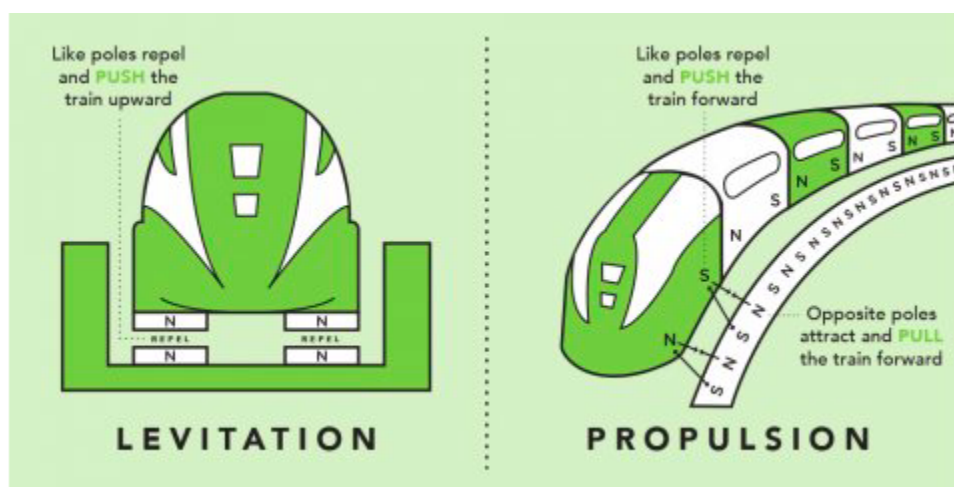 Like poles repel
and PUSH the
train upward
N
N
REPEL
REPEL
N
N
LEVITATION
Like poles repel
and PUSH the
train forward
N S N S N S N S N
S N
S N S N S N S N S N S N S N S N S
Opposite poles
attract and PULL
the train forward
PROPULSION